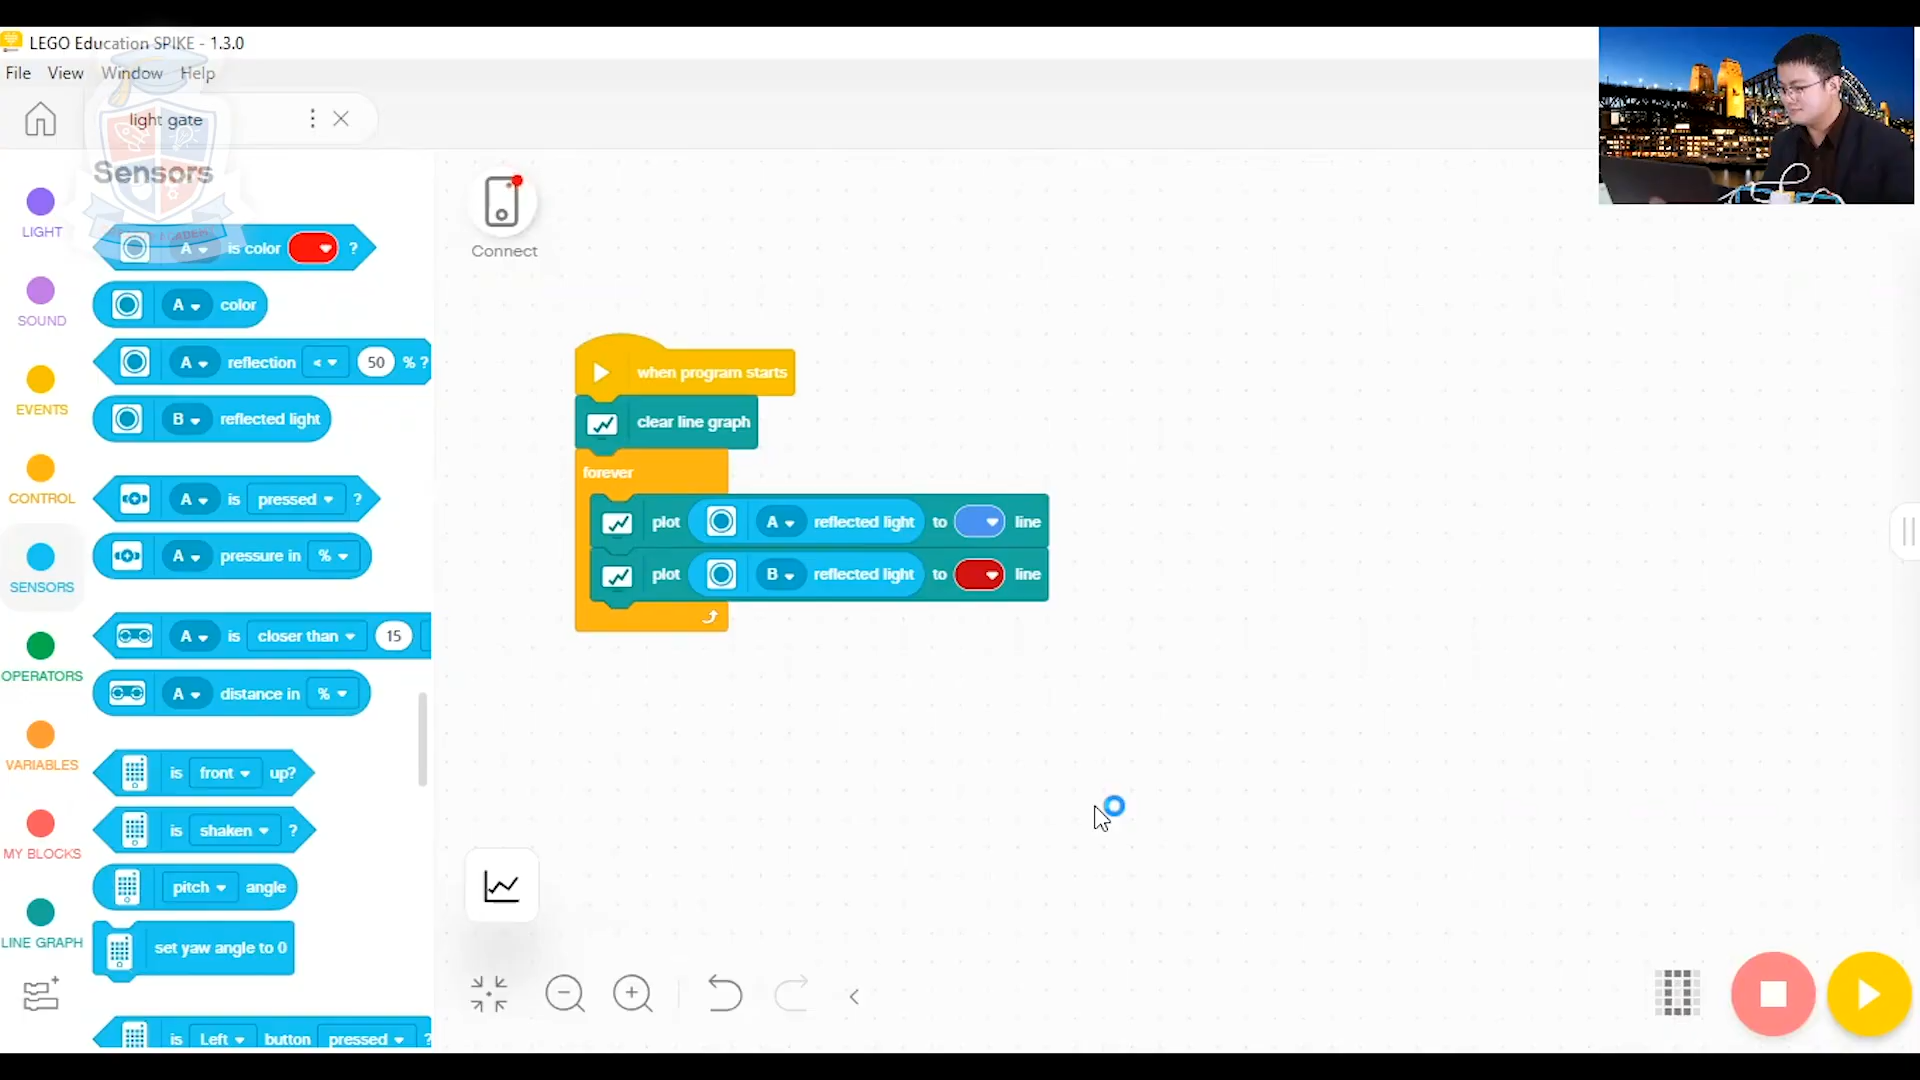 LEGO Education SPIKE - 1.3.0
File View Window Help
light gate
Sensors
Connect
LIGHT
SOUND
EVENTS
CONTROL
SENSORS
OPERATORS
VARIABLES
MY BLOCKS
LINE GRAPH
A is color ?
A color
A reflection < 50 % ?
B reflected light
A is pressed ?
A pressure in %
A is closer than 15
A distance in %
is front up?
is shaken ?
pitch angle
set yaw angle to 0
is Left button pressed ?
when program starts
clear line graph
forever
plot A reflected light to line
plot B reflected light to line